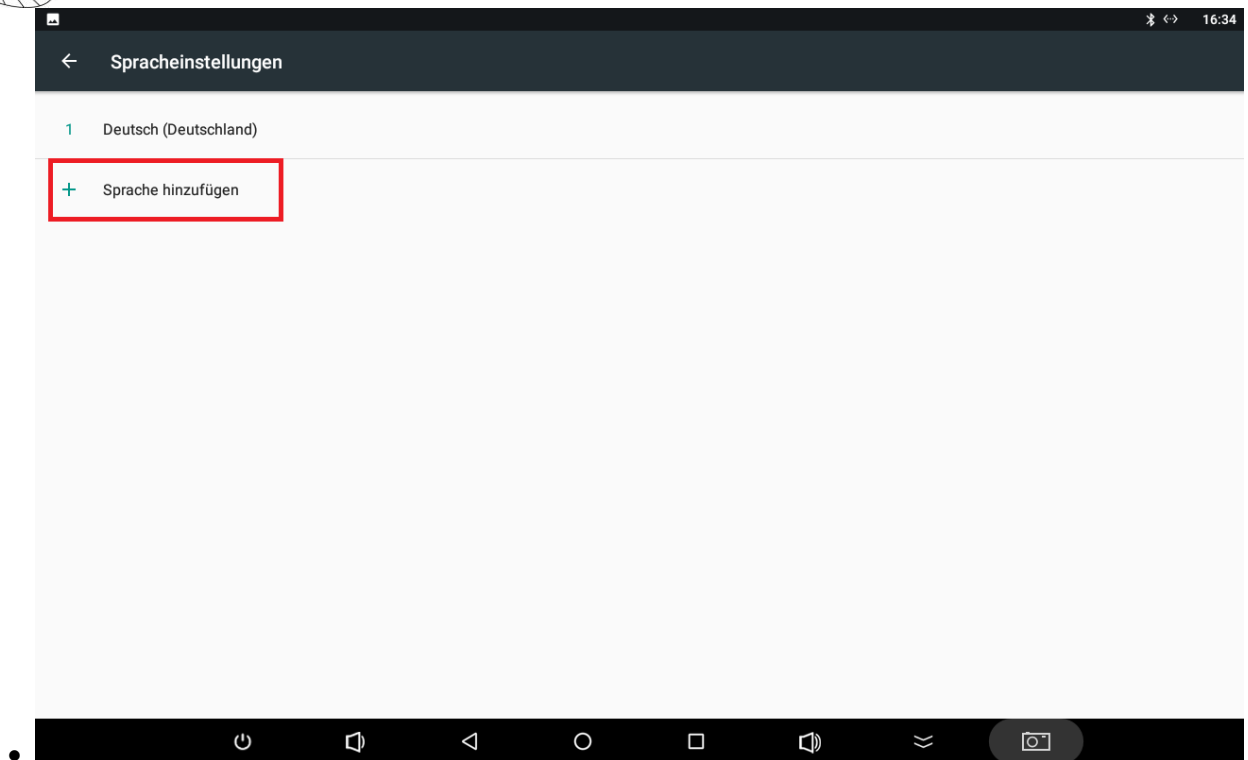 16:34
Spracheinstellungen
1 Deutsch (Deutschland)
+ Sprache hinzufügen